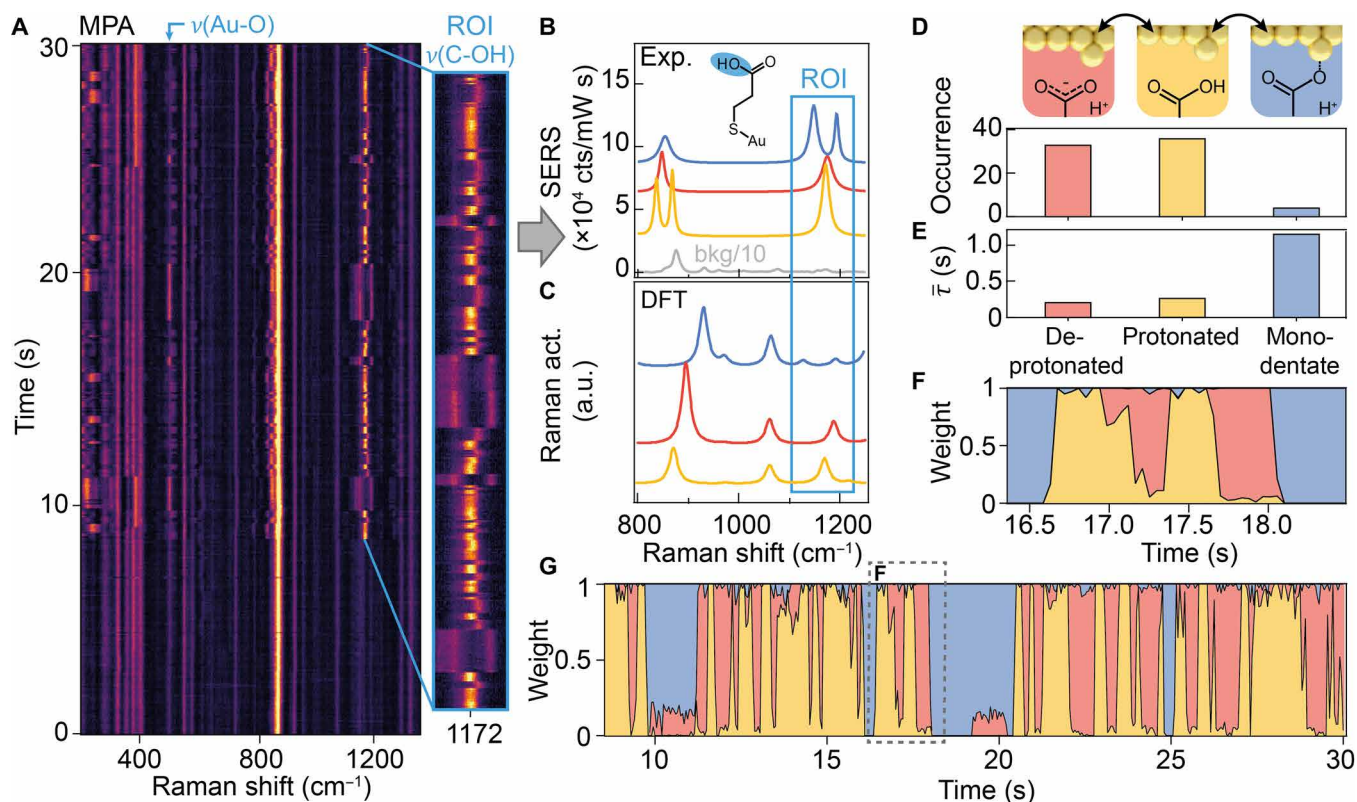 A
MPA
ν(Au-O)
ROI
ν(C-OH)
30
20
10
0
Time (s)
400
800
1200
Raman shift (cm⁻¹)
1172
B
Exp.
HO
O
S
Au
ROI
15
10
5
0
SERS
(×10⁴ cts/mW s)
bkg/10
C
DFT
Raman act.
(a.u.)
800
1000
1200
Raman shift (cm⁻¹)
D
O - O
H⁺
O OH
O O
H⁺
40
20
0
Occurrence
E
1.0
0.5
0
τ̄ (s)
De-
protonated
Protonated
Mono-
dentate
F
1
0.5
0
Weight
16.5
17.0
17.5
18.0
Time (s)
G
F
1
0.5
0
Weight
10
15
20
25
30
Time (s)